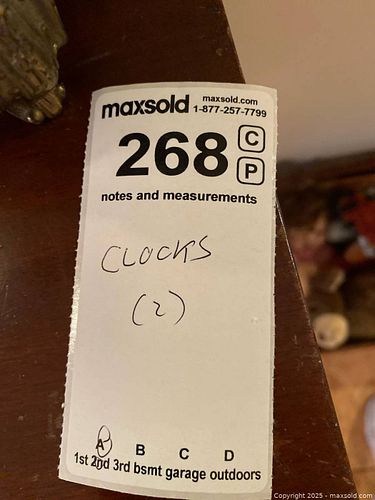 maxsold maxsold.com
1-877-257-7799
268 C
P
notes and measurements
CLOCKS
(2)
A B C D
1st 2nd 3rd bsmt garage outdoors
Copyright 2025 - maxsold.com